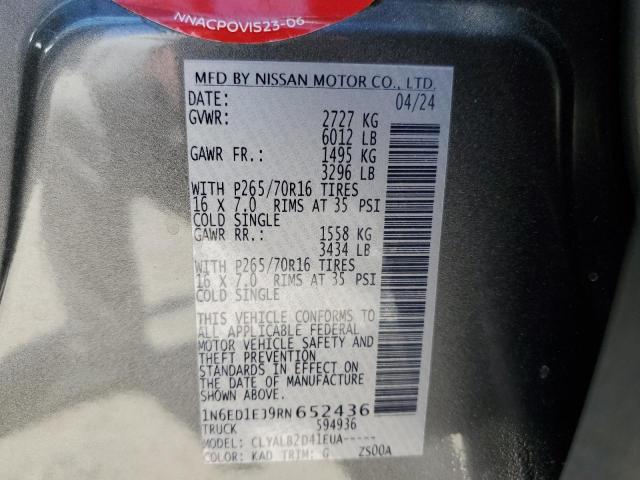 NNACPOVIS23-06
MFD BY NISSAN MOTOR CO., LTD.
DATE: 04/24
GVWR: 2727 KG
6012 LB
GAWR FR.: 1495 KG
3296 LB
WITH P265/70R16 TIRES
16 X 7.0 RIMS AT 35 PSI
COLD SINGLE
GAWR RR.: 1558 KG
3434 LB
WITH P265/70R16 TIRES
16 X 7.0 RIMS AT 35 PSI
COLD SINGLE
THIS VEHICLE CONFORMS TO
ALL APPLICABLE FEDERAL
MOTOR VEHICLE SAFETY AND
THEFT PREVENTION
STANDARDS IN EFFECT ON
THE DATE OF MANUFACTURE
SHOWN ABOVE.
1N6ED1EJ9RN652436
TRUCK 594936
MODEL: CLYALB2D41EUA-----
COLOR: KAD TRIM: G ZS00A